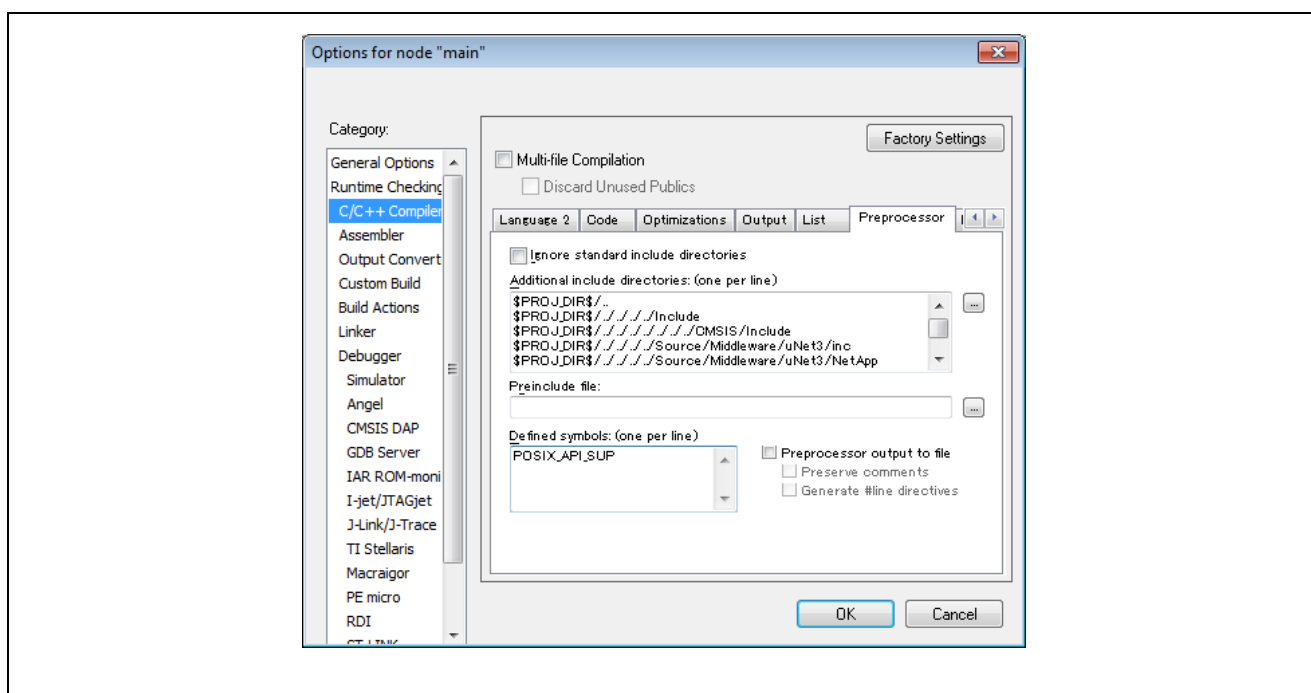 Options for node "main"
Category:
General Options
Runtime Checking
C/C++ Compiler
Assembler
Output Convert
Custom Build
Build Actions
Linker
Debugger
Simulator
Angel
CMSIS DAP
GDB Server
IAR ROM-moni
I-jet/JTAGjet
J-Link/J-Trace
TI Stellaris
Macraigor
PE micro
RDI
Factory Settings
Multi-file Compilation
Discard Unused Publics
Language 2 Code Optimizations Output List Preprocessor
Ignore standard include directories
Additional include directories: (one per line)
$PROJ_DIR$/..
$PROJ_DIR$/../../../../Include
$PROJ_DIR$/../../../../../../../../CMSIS/Include
$PROJ_DIR$/../../../../Source/Middleware/uNet3/inc
$PROJ_DIR$/../../../../Source/Middleware/uNet3/NetApp
...
Preinclude file:
...
Defined symbols: (one per line)
POSIX_API_SUP
Preprocessor output to file
Preserve comments
Generate #line directives
OK Cancel